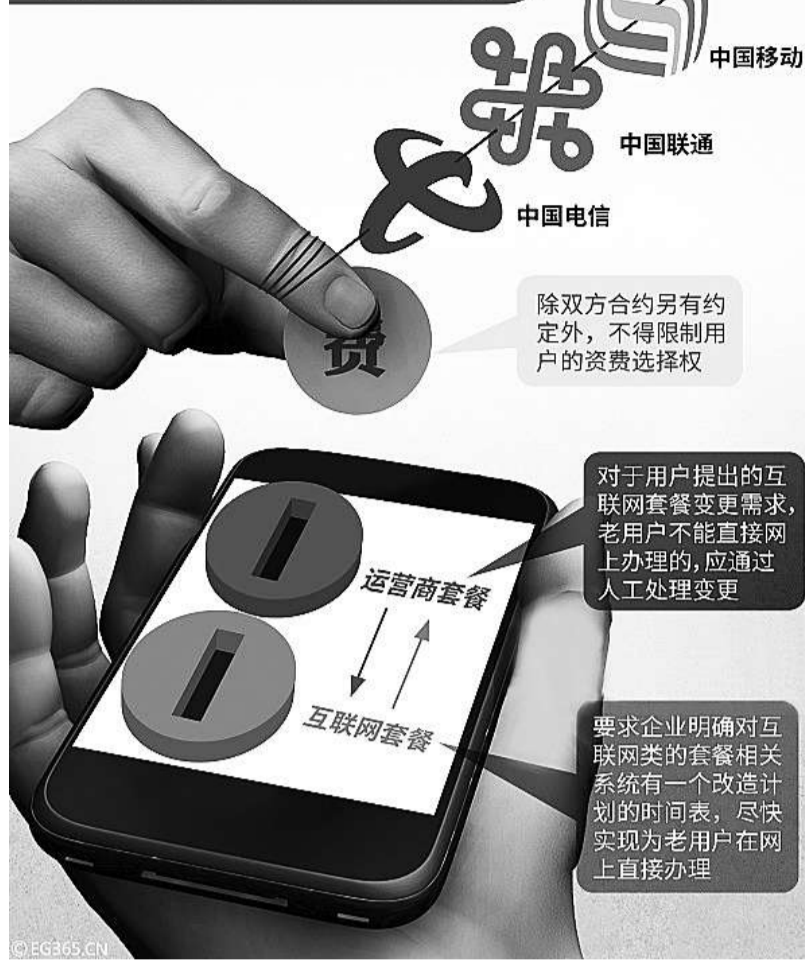 中国移动
中国联通
中国电信
费
除双方合约另有约
定外，不得限制用
户的资费选择权
对于用户提出的互
联网套餐变更需求，
老用户不能直接网
上办理的，应通过
人工处理变更
运营商套餐
互联网套餐
要求企业明确对互
联网类的套餐相关
系统有一个改造计
划的时间表，尽快
实现为老用户在网
上直接办理
©EG365.CN